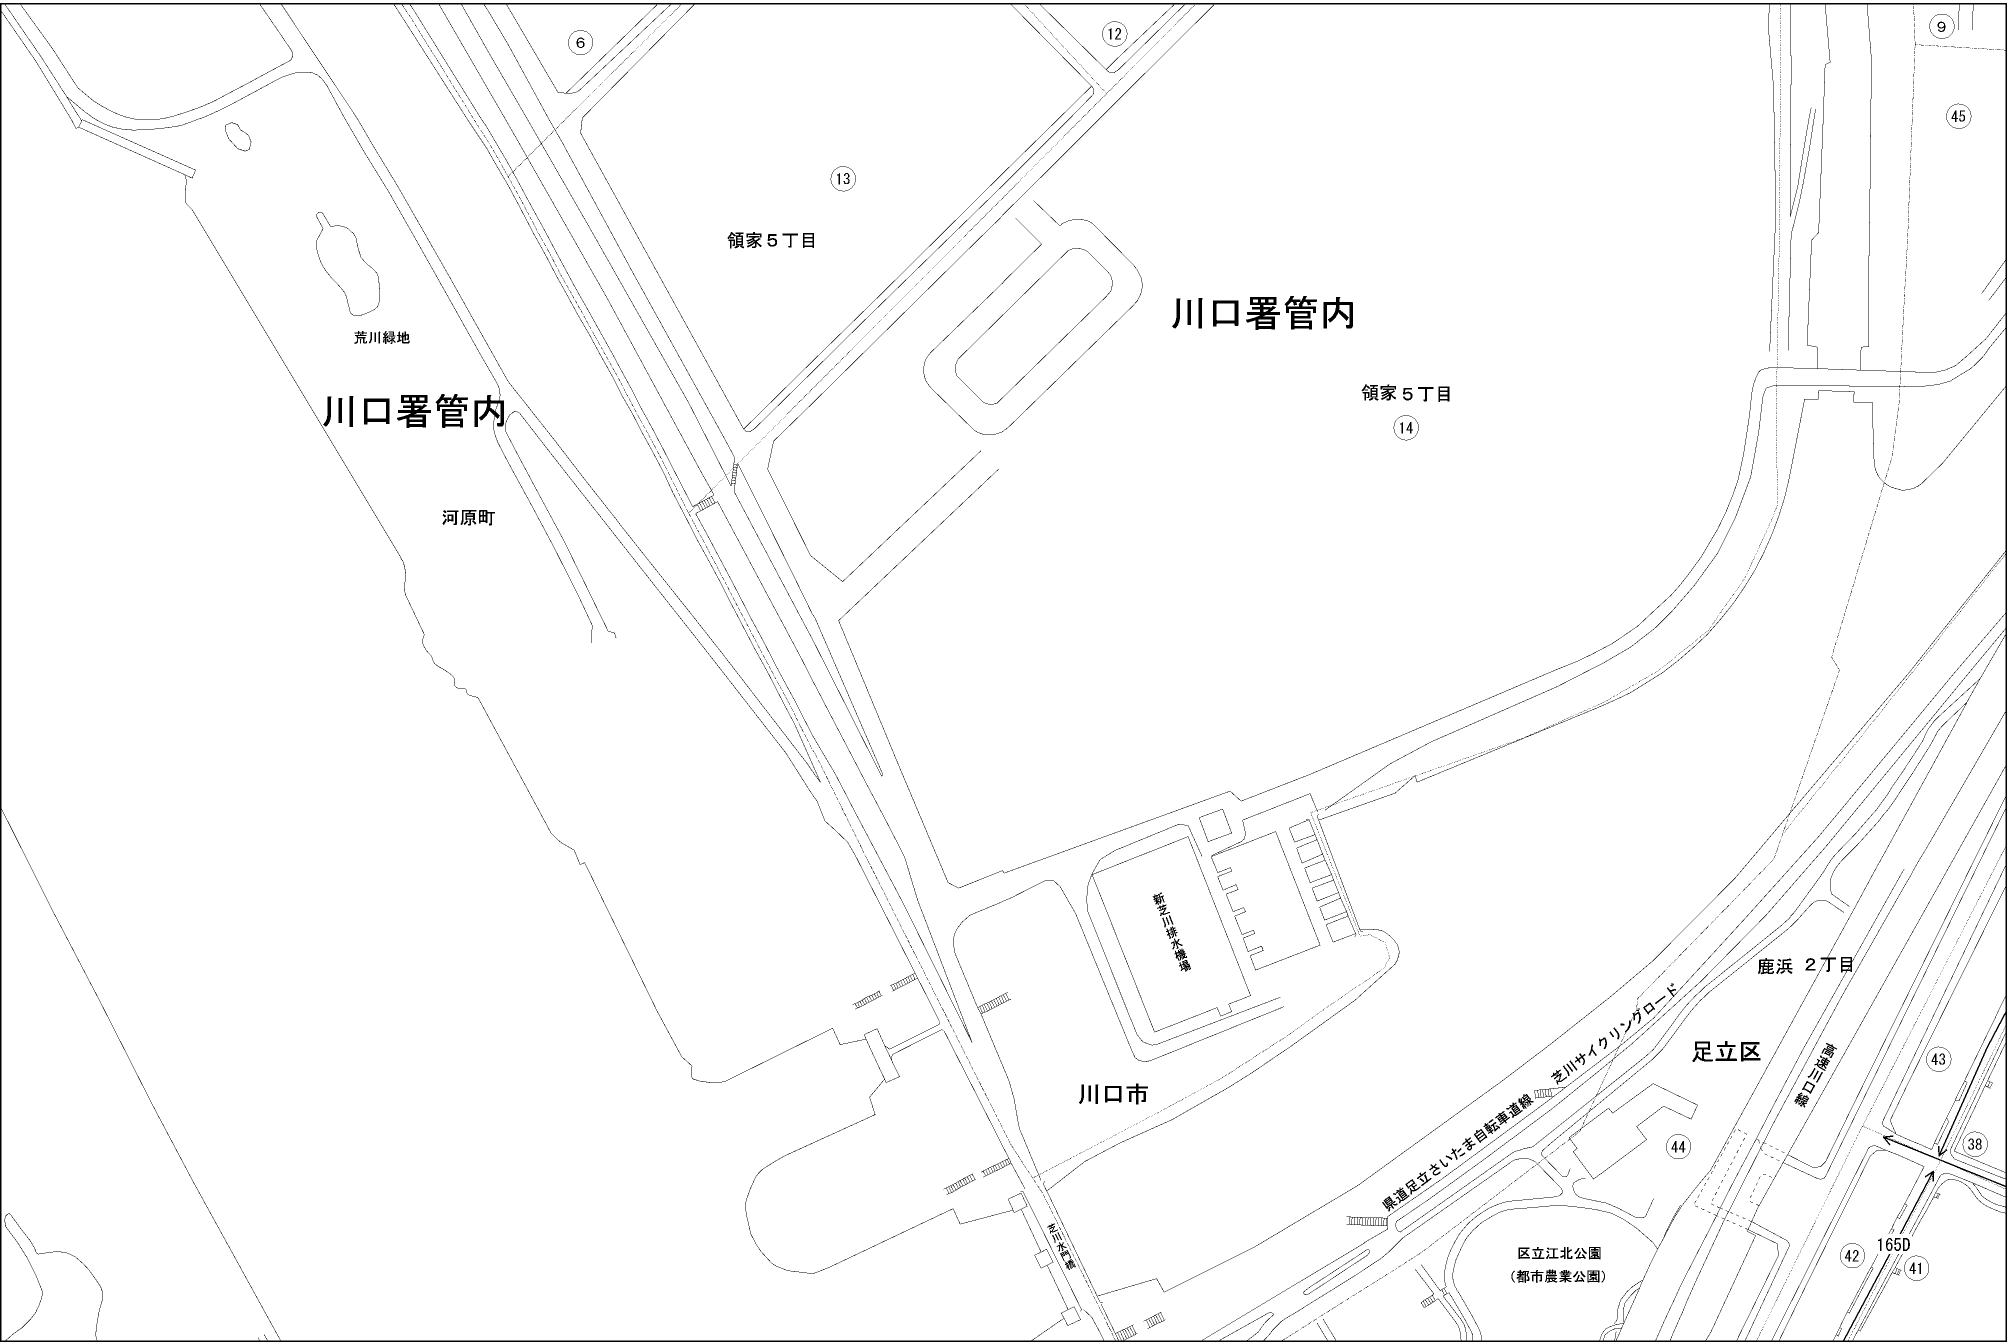 6
12
9
45
13
領家５丁目
川口署管内
荒川緑地
領家５丁目
14
川口署管内
河原町
新芝川排水機場
鹿浜 ２丁目
芝川サイクリングロード
足立区
高速川口線
43
川口市
県道足立さいたま自転車道線
44
38
芝川水門橋
区立江北公園
（都市農業公園）
42
165D
41